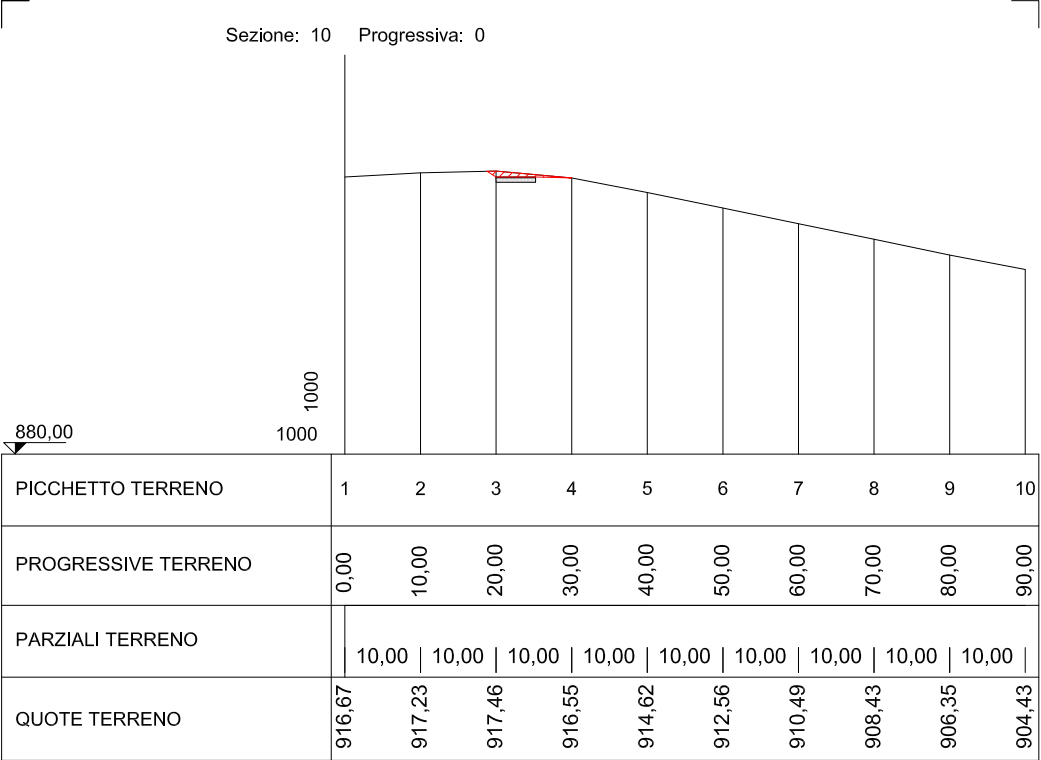 Sezione: 10 Progressiva: 0
1000
880,00
1000
PICCHETTO TERRENO 1 2 3 4 5 6 7 8 9 10
PROGRESSIVE TERRENO 0,00 10,00 20,00 30,00 40,00 50,00 60,00 70,00 80,00 90,00
PARZIALI TERRENO 10,00 10,00 10,00 10,00 10,00 10,00 10,00 10,00 10,00
QUOTE TERRENO 916,67 917,23 917,46 916,55 914,62 912,56 910,49 908,43 906,35 904,43